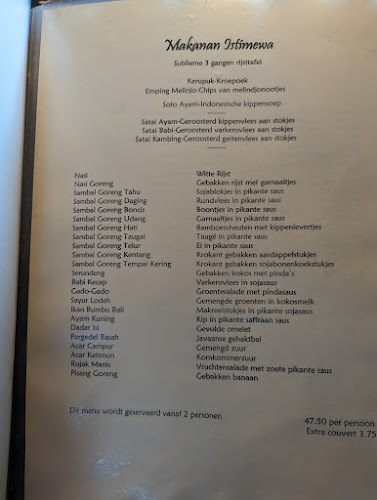 Makanan Istimewa
Sublieme 3 gangen rijsttafel
Kerupuk-Kroepoek
Emping Melinjo-Chips van melindjonootjes
Soto Ayam-Indonesische kippensoep
--------
Satai Ayam-Geroosterd kippenvlees aan stokjes
Satai Babi-Geroosterd varkensvlees aan stokjes
Satai Kambing-Geroosterd geitenvlees aan stokjes
--------
Nasi Witte Rijst
Nasi Goreng Gebakken rijst met garnaaltjes
Sambal Goreng Tahu Sojablokjes in pikante saus
Sambal Goreng Daging Rundvlees in pikante saus
Sambal Goreng Boncis Boontjes in pikante saus
Sambal Goreng Udang Garnaaltjes in pikante saus
Sambal Goreng Hati Bamboescheuten met kippenlevertjes
Sambal Goreng Taugai Taugé in pikante saus
Sambal Goreng Telur Ei in pikante saus
Sambal Goreng Kentang Krokant gebakken aardappelstukjes
Sambal Goreng Tempai Kering Krokant gebakken sojabonenkoekstukjes
Serundeng Gebakken kokos met pinda's
Babi Kecap Varkensvlees in sojasaus
Gado-Gado Groentesalade met pindasaus
Sayur Lodeh Gemengde groenten in kokosmelk
Ikan Bumbu Bali Makreelstukjes in pikante sojasaus
Ayam Kuning Kip in pikante saffraan saus
Dadar Isi Gevulde omelet
Pergedel Basah Javaanse gehaktbal
Acar Campur Gemengd zuur
Acar Ketimun Komkommerzuur
Rujak Manis Vruchtensalade met zoete pikante saus
Pisang Goreng Gebakken banaan
Dit menu wordt geserveerd vanaf 2 personen 47.50 per persoon
Extra couvert 3.75